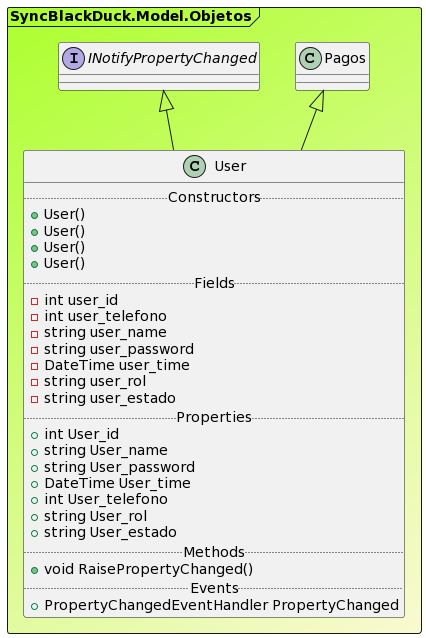 SyncBlackDuck.Model.Objetos
I INotifyPropertyChanged
C Pagos
C User
Constructors
User()
User()
User()
User()
Fields
int user_id
int user_telefono
string user_name
string user_password
DateTime user_time
string user_rol
string user_estado
Properties
int User_id
string User_name
string User_password
DateTime User_time
int User_telefono
string User_rol
string User_estado
Methods
void RaisePropertyChanged()
Events
PropertyChangedEventHandler PropertyChanged